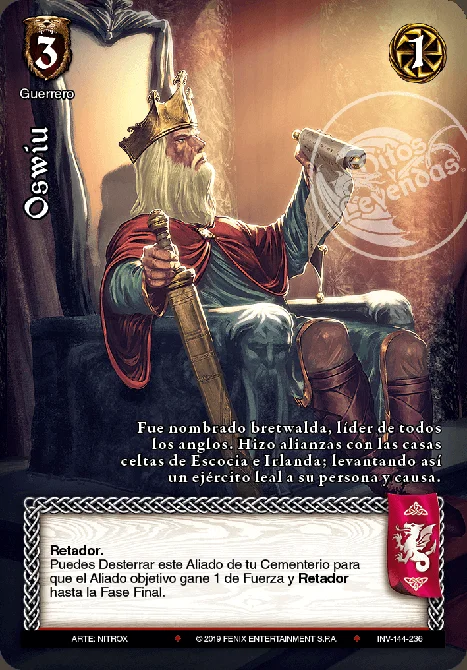 3
1
Guerrero
Oswiu
Mitos
y
Leyendas
Fue nombrado bretwalda, líder de todos
los anglos. Hizo alianzas con las casas
celtas de Escocia e Irlanda; levantando así
un ejército leal a su persona y causa.
Retador.
Puedes Desterrar este Aliado de tu Cementerio para
que el Aliado objetivo gane 1 de Fuerza y Retador
hasta la Fase Final.
ARTE: NITROX
© 2019 FENIX ENTERTAINMENT S.P.A.
INV-144-236